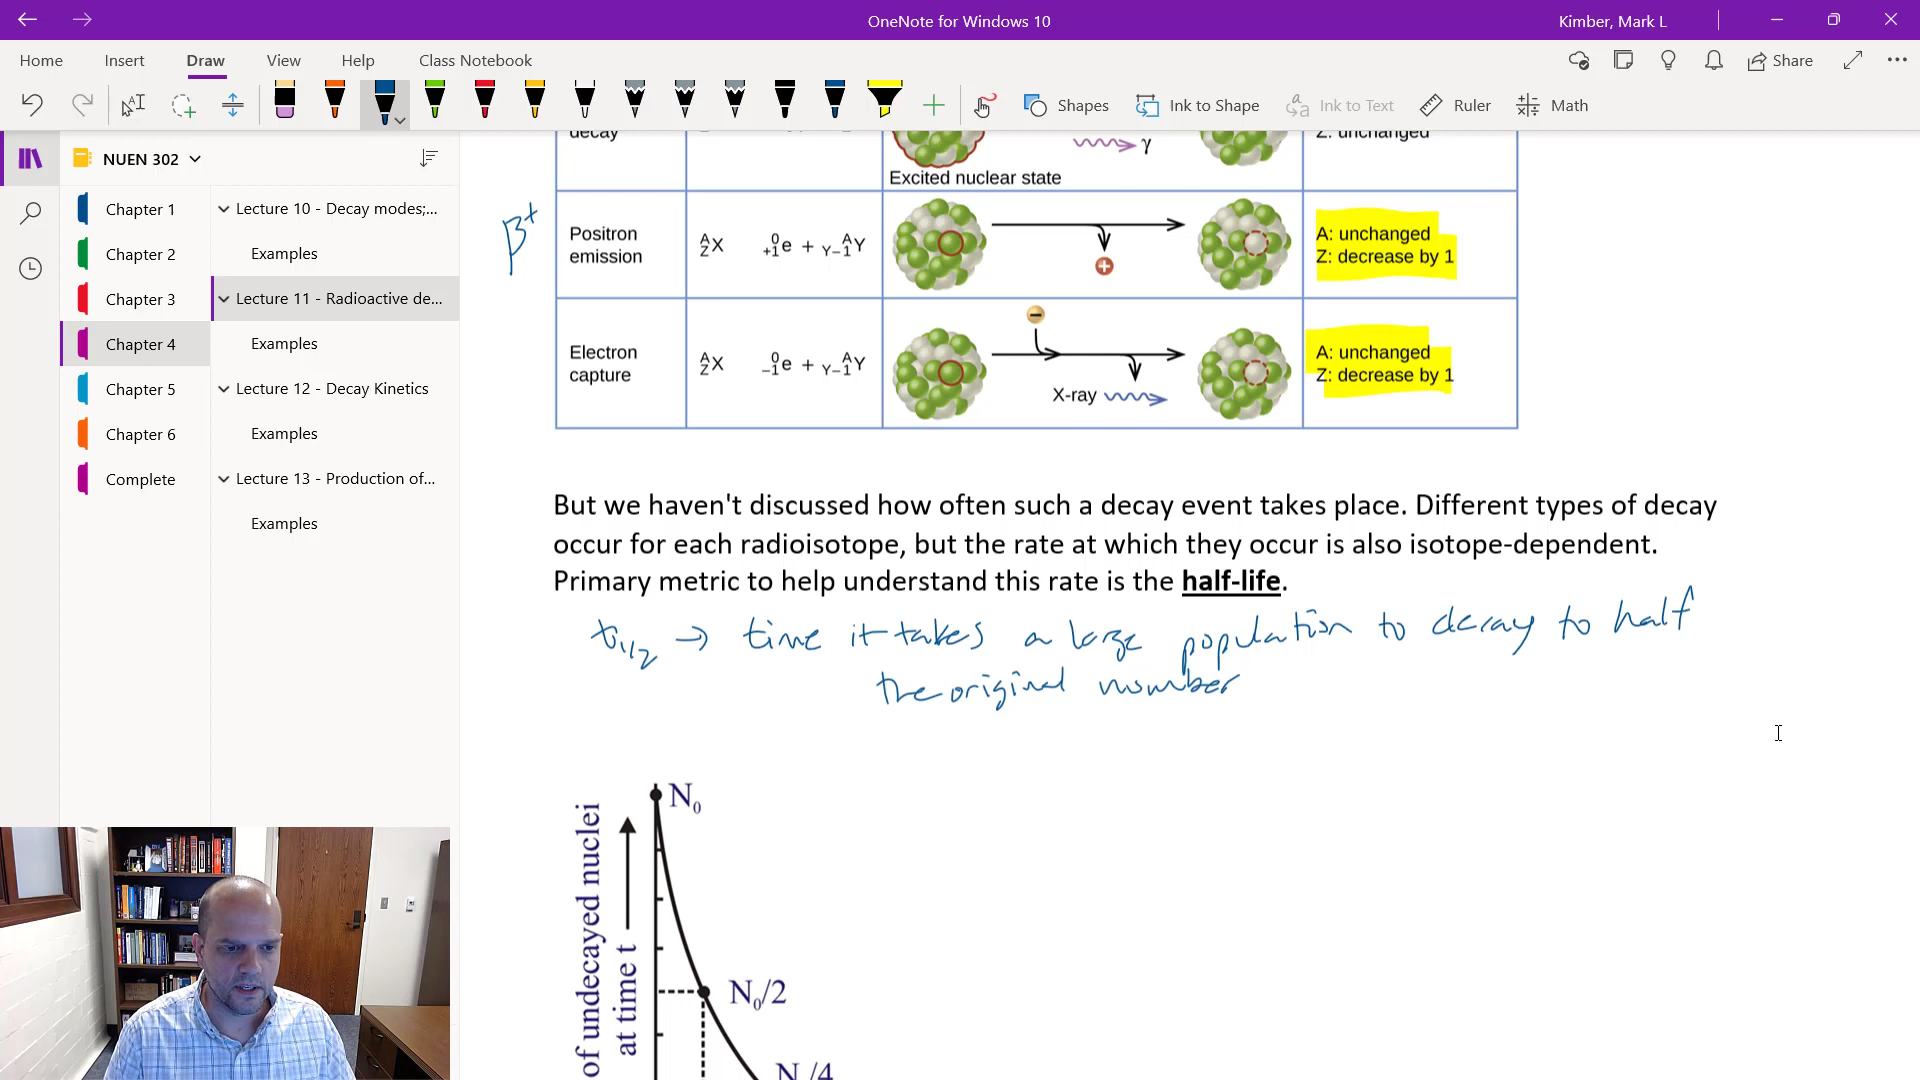 OneNote for Windows 10
Kimber, Mark L
Home
Insert
Draw
View
Help
Class Notebook
Share
Shapes
Ink to Shape
Ink to Text
Ruler
Math
NUEN 302
Chapter 1
Chapter 2
Chapter 3
Chapter 4
Chapter 5
Chapter 6
Complete
Lecture 10 - Decay modes;...
Examples
Lecture 11 - Radioactive de...
Examples
Lecture 12 - Decay Kinetics
Examples
Lecture 13 - Production of...
Examples
decay
γ
Excited nuclear state
Z: unchanged
β+
Positron
emission
A Z X 0 +1 e + A Y-1 Y
+
A: unchanged
Z: decrease by 1
Electron
capture
A Z X 0 -1 e + A Y-1 Y
−
X-ray
A: unchanged
Z: decrease by 1
But we haven't discussed how often such a decay event takes place. Different types of decay
occur for each radioisotope, but the rate at which they occur is also isotope-dependent.
Primary metric to help understand this rate is the half-life.
t1/2 → time it takes a large population to decay to half
the original number
of undecayed nuclei
at time t
N0
N0/2